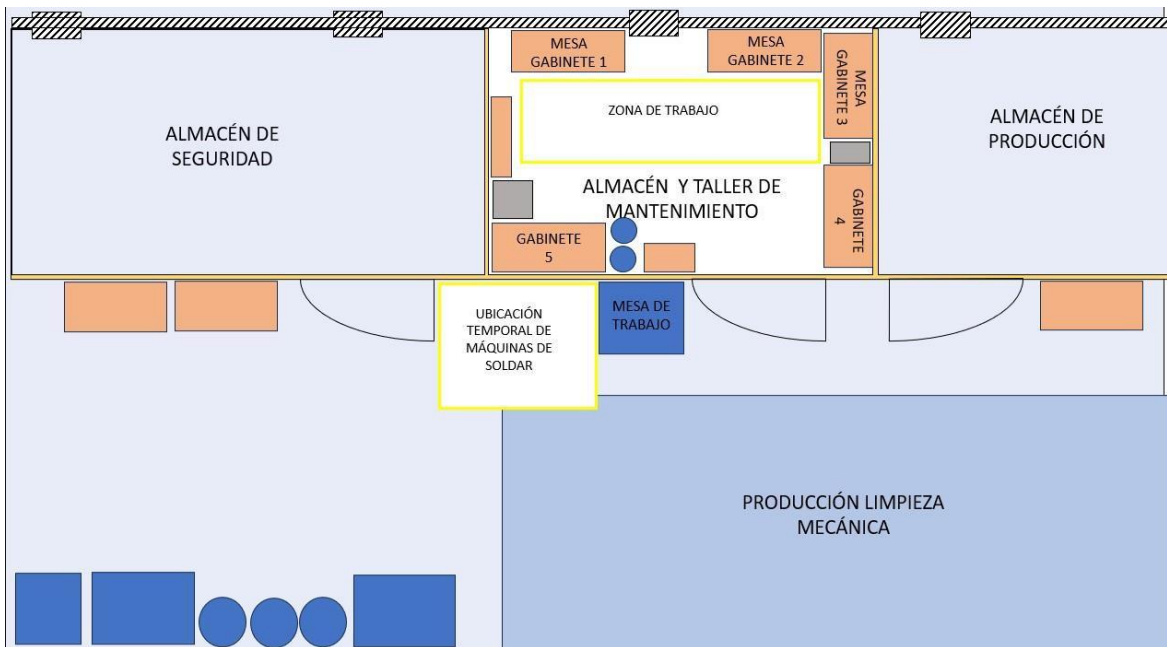 MESA
GABINETE 1
MESA
GABINETE 2
MESA
GABINETE 3
ZONA DE TRABAJO
ALMACÉN DE
SEGURIDAD
ALMACÉN DE
PRODUCCIÓN
ALMACÉN Y TALLER DE
MANTENIMIENTO
GABINETE
4
GABINETE
5
UBICACIÓN
TEMPORAL DE
MÁQUINAS DE
SOLDAR
MESA DE
TRABAJO
PRODUCCIÓN LIMPIEZA
MECÁNICA